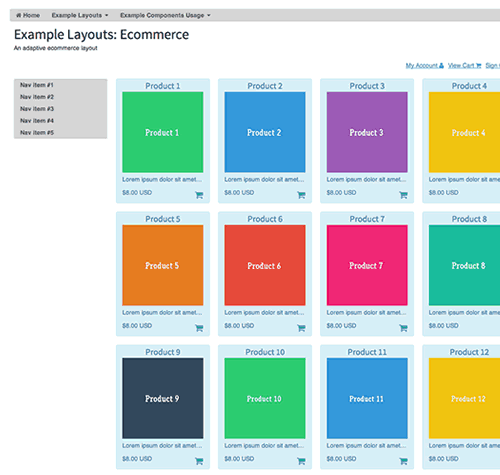 Home Example Layouts Example Components Usage
Example Layouts: Ecommerce
An adaptive ecommerce layout
My Account View Cart Sign
Nav item #1
Nav item #2
Nav item #3
Nav item #4
Nav item #5
Product 1 Product 2 Product 3 Product 4
Product 1 Product 2 Product 3 Product 4
Lorem ipsum dolor sit amet... Lorem ipsum dolor sit amet... Lorem ipsum dolor sit amet... Lorem ipsum dolor sit
$8.00 USD $8.00 USD $8.00 USD $8.00 USD
Product 5 Product 6 Product 7 Product 8
Product 5 Product 6 Product 7 Product 8
Lorem ipsum dolor sit amet... Lorem ipsum dolor sit amet... Lorem ipsum dolor sit amet... Lorem ipsum dolor sit
$8.00 USD $8.00 USD $8.00 USD $8.00 USD
Product 9 Product 10 Product 11 Product 12
Product 9 Product 10 Product 11 Product 12
Lorem ipsum dolor sit amet... Lorem ipsum dolor sit amet... Lorem ipsum dolor sit amet... Lorem ipsum dolor sit
$8.00 USD $8.00 USD $8.00 USD $8.00 USD